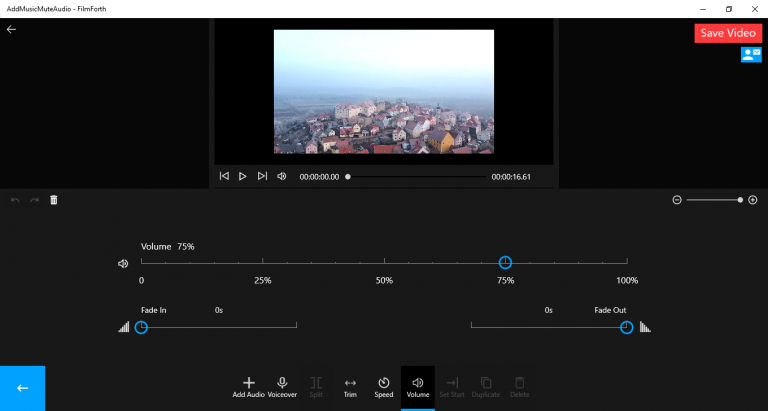 AddMusicMuteAudio - FilmForth
Save Video
00:00:00.00
00:00:16.61
Volume 75%
0 25% 50% 75% 100%
Fade In 0s 0s Fade Out
Add Audio Voiceover Split Trim Speed Volume Set Start Duplicate Delete